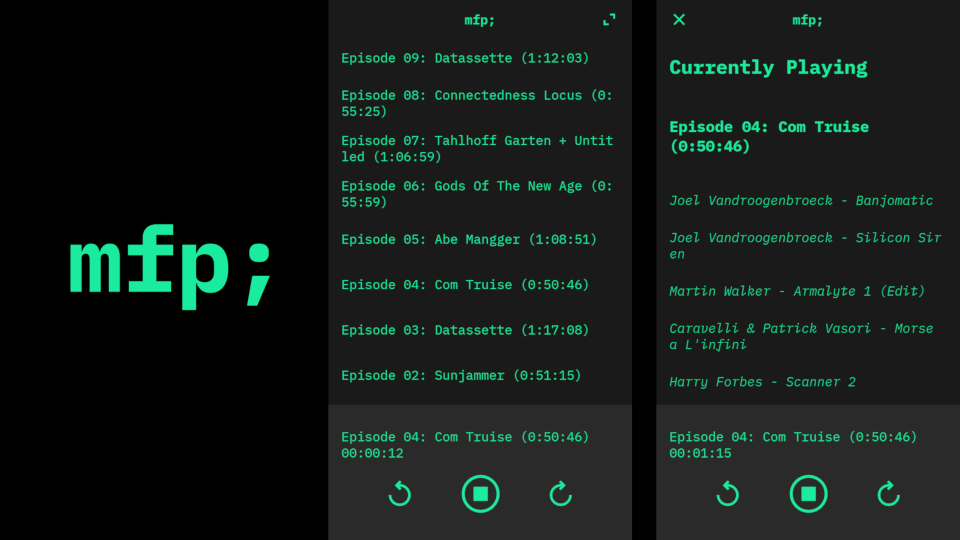 mfp;
mfp;
Episode 09: Datassette (1:12:03)
Episode 08: Connectedness Locus (0:
55:25)
Episode 07: Tahlhoff Garten + Untit
led (1:06:59)
Episode 06: Gods Of The New Age (0:
55:59)
Episode 05: Abe Mangger (1:08:51)
Episode 04: Com Truise (0:50:46)
Episode 03: Datassette (1:17:08)
Episode 02: Sunjammer (0:51:15)
Episode 04: Com Truise (0:50:46)
00:00:12
mfp;
Currently Playing
Episode 04: Com Truise
(0:50:46)
Joel Vandroogenbroeck - Banjomatic
Joel Vandroogenbroeck - Silicon Sir
en
Martin Walker - Armalyte 1 (Edit)
Caravelli & Patrick Vasori - Morse
a L'infini
Harry Forbes - Scanner 2
Episode 04: Com Truise (0:50:46)
00:01:15